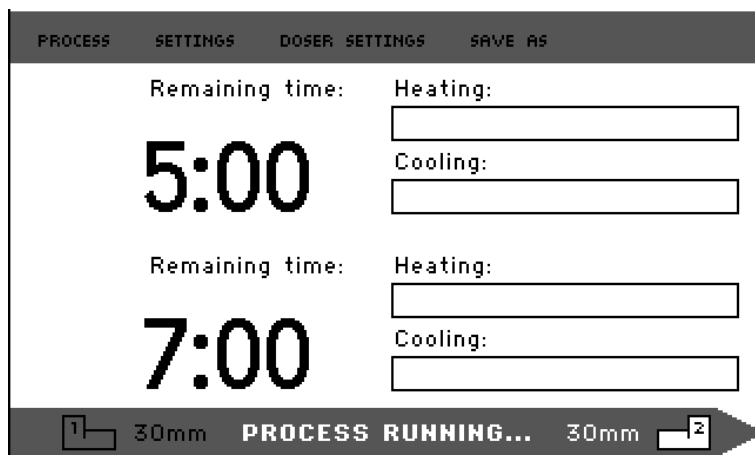 PROCESS SETTINGS DOSER SETTINGS SAVE AS
Remaining time: Heating:
5:00
Cooling:
Remaining time: Heating:
7:00
Cooling:
1 30mm PROCESS RUNNING... 30mm 2